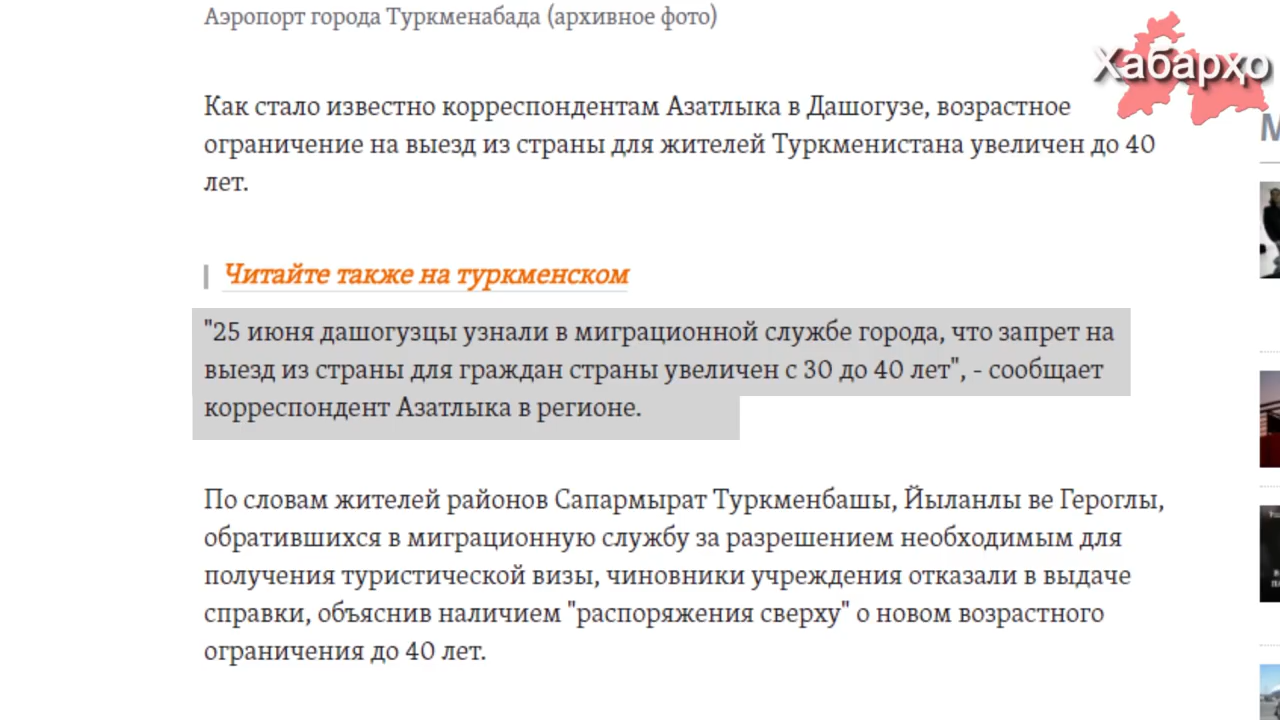 Аэропорт города Туркменабада (архивное фото)
Хабарҳо
Как стало известно корреспондентам Азатлыка в Дашогузе, возрастное
ограничение на выезд из страны для жителей Туркменистана увеличен до 40
лет.
Читайте также на туркменском
"25 июня дашогузцы узнали в миграционной службе города, что запрет на
выезд из страны для граждан страны увеличен с 30 до 40 лет", - сообщает
корреспондент Азатлыка в регионе.
По словам жителей районов Сапармырат Туркменбашы, Йыланлы ве Героглы,
обратившихся в миграционную службу за разрешением необходимым для
получения туристической визы, чиновники учреждения отказали в выдаче
справки, объяснив наличием "распоряжения сверху" о новом возрастного
ограничения до 40 лет.